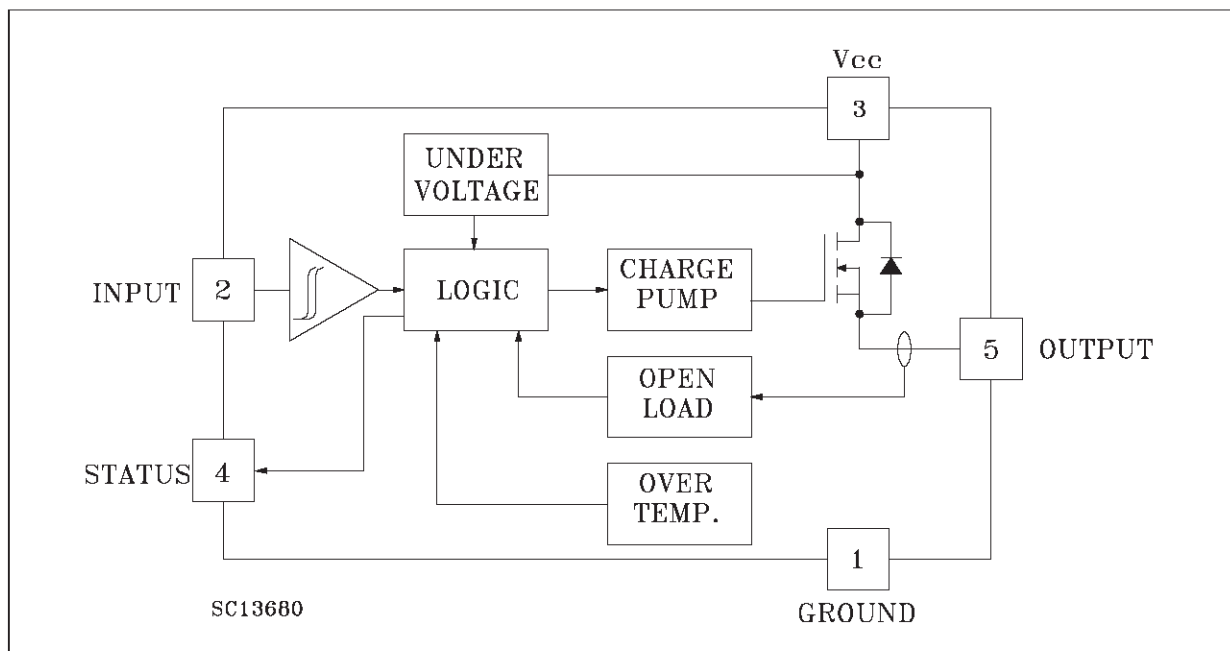 Vcc
3
UNDER
VOLTAGE
INPUT
2
LOGIC
CHARGE
PUMP
5
OUTPUT
OPEN
LOAD
STATUS
4
OVER
TEMP.
1
SC13680
GROUND